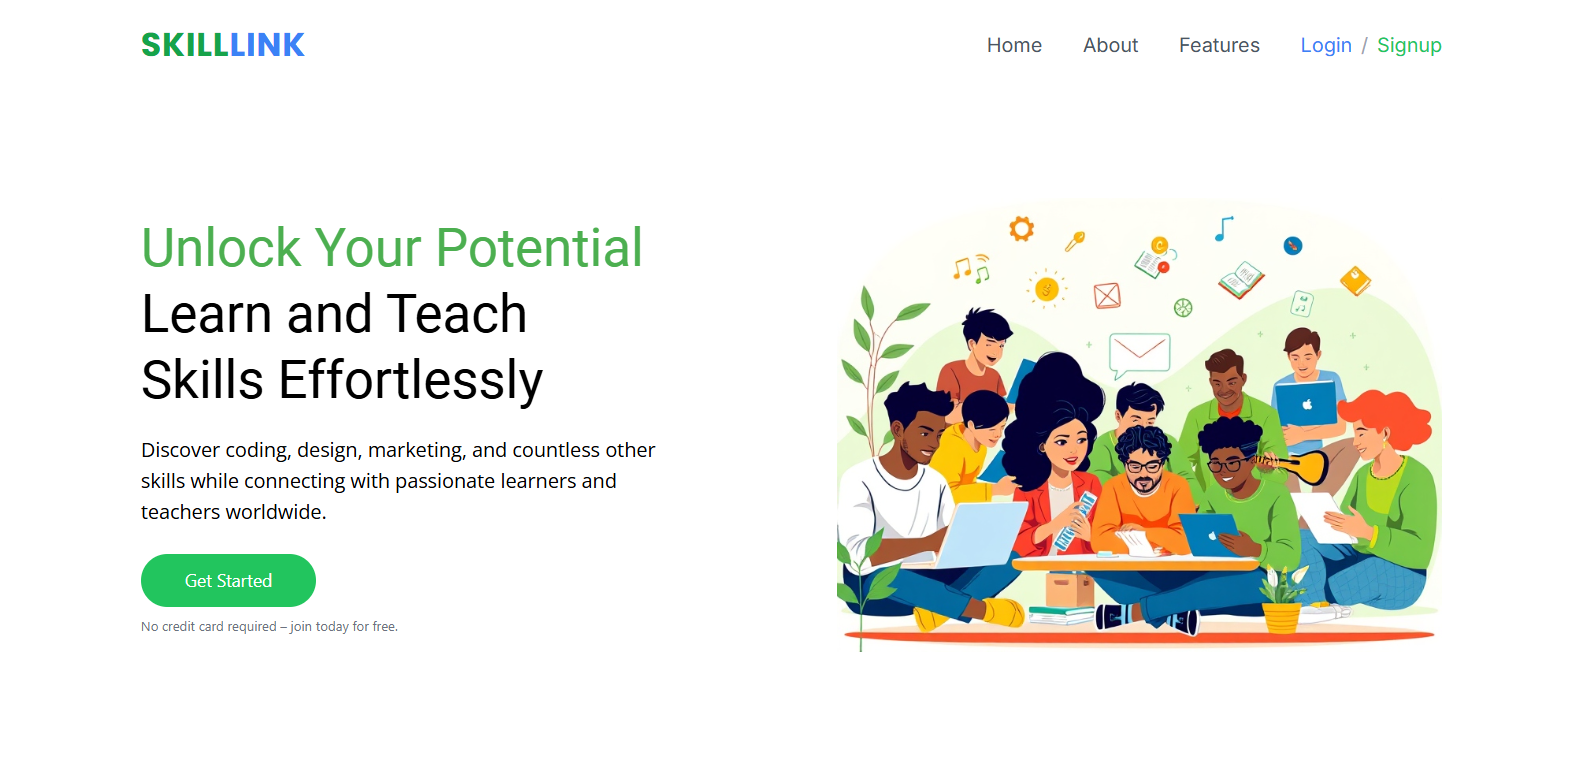 SKILLLINK
Home About Features Login / Signup
Unlock Your Potential
Learn and Teach
Skills Effortlessly
Discover coding, design, marketing, and countless other
skills while connecting with passionate learners and
teachers worldwide.
Get Started
No credit card required – join today for free.